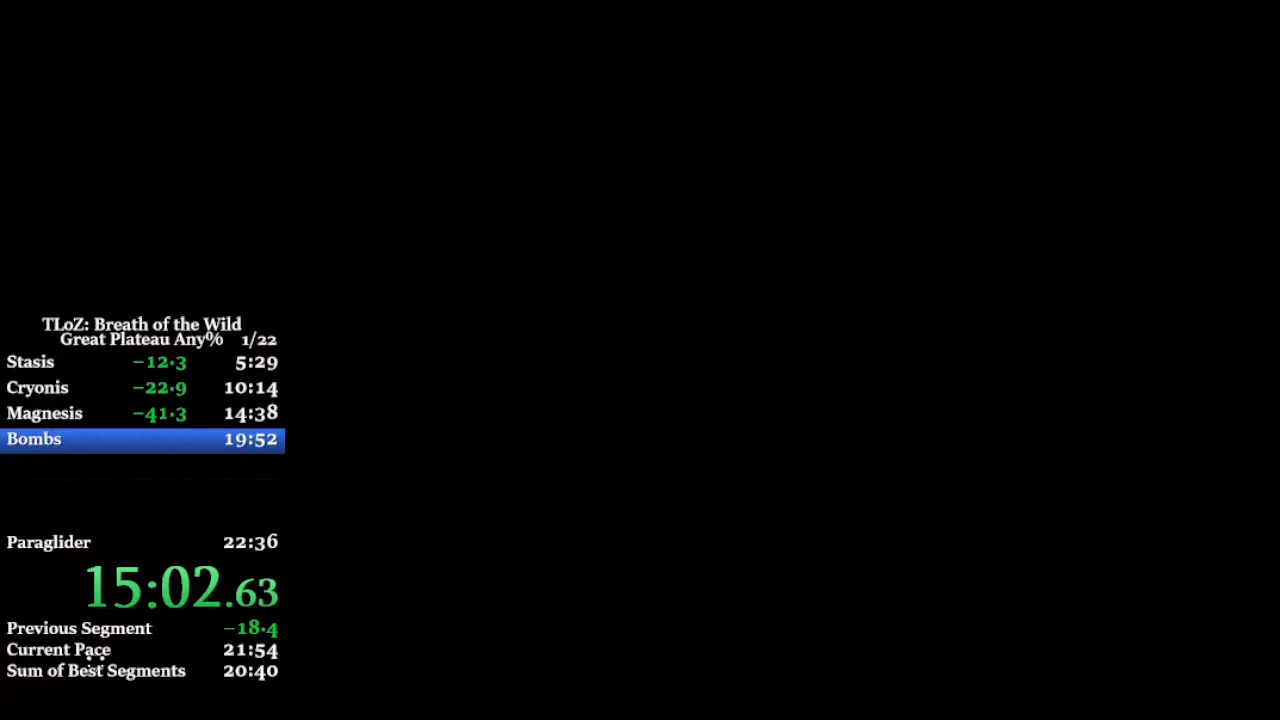 TLoZ: Breath of the Wild
Great Plateau Any% 1/22
Stasis −12.3 5:29
Cryonis −22.9 10:14
Magnesis −41.3 14:38
Bombs 19:52
Paraglider 22:36
15:02.63
Previous Segment −18.4
Current Pace 21:54
Sum of Best Segments 20:40